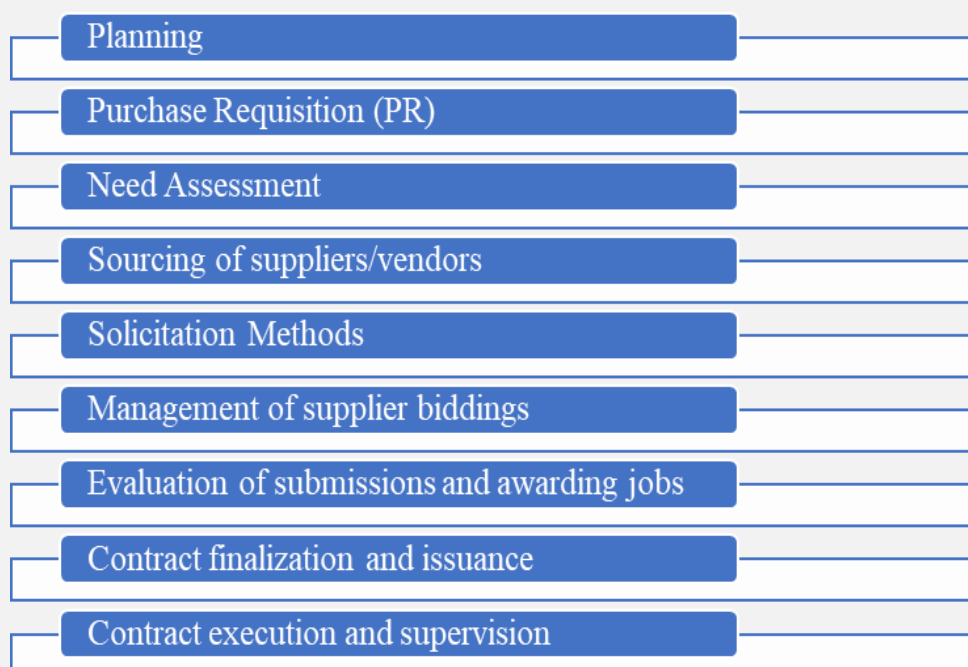 Planning
Purchase Requisition (PR)
Need Assessment
Sourcing of suppliers/vendors
Solicitation Methods
Management of supplier biddings
Evaluation of submissions and awarding jobs
Contract finalization and issuance
Contract execution and supervision